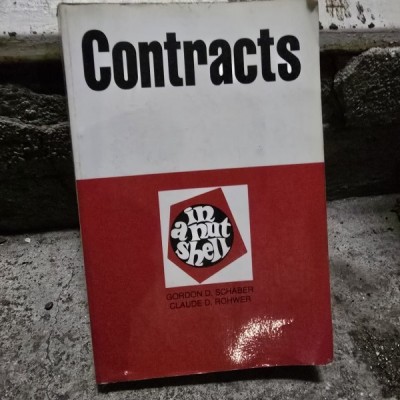 Contracts
in
a nut
shell
GORDON D. SCHABER
CLAUDE D. ROHWER